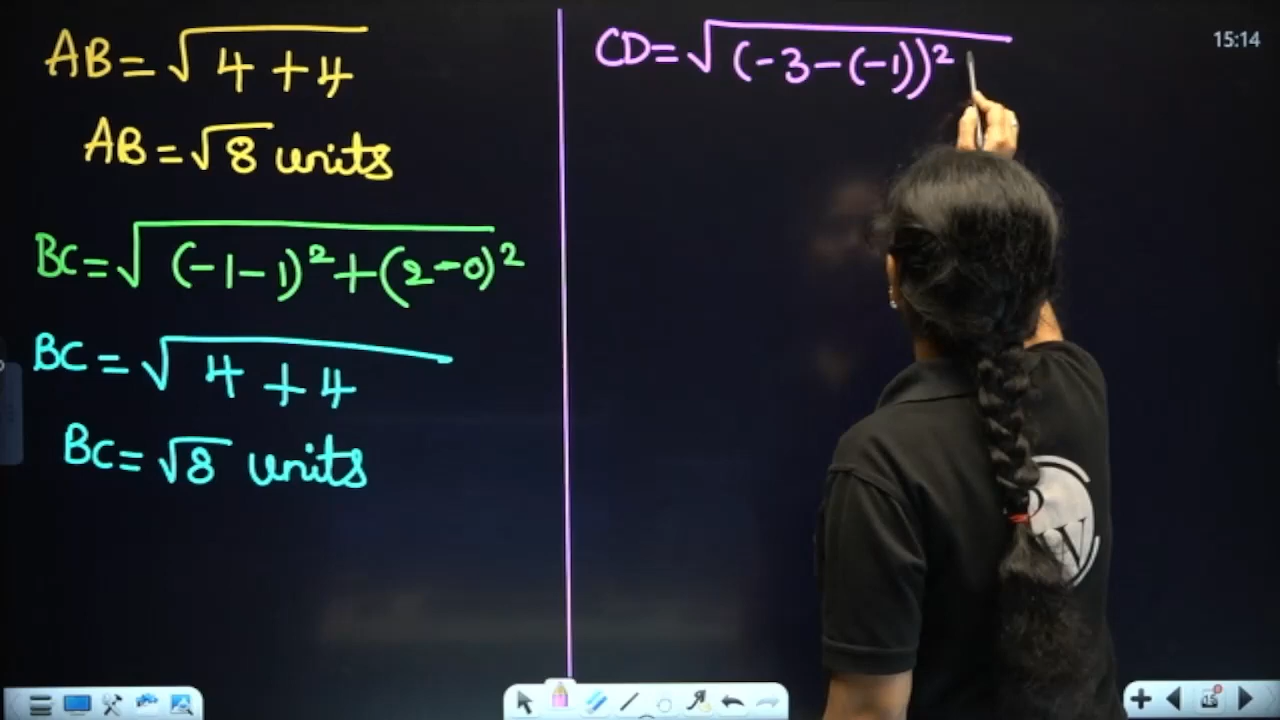 AB = √4 + 4
AB = √8 units
BC = √(-1-1)² + (2-0)²
BC = √4 + 4
BC = √8 units
CD = √(-3-(-1))²
15:14
W